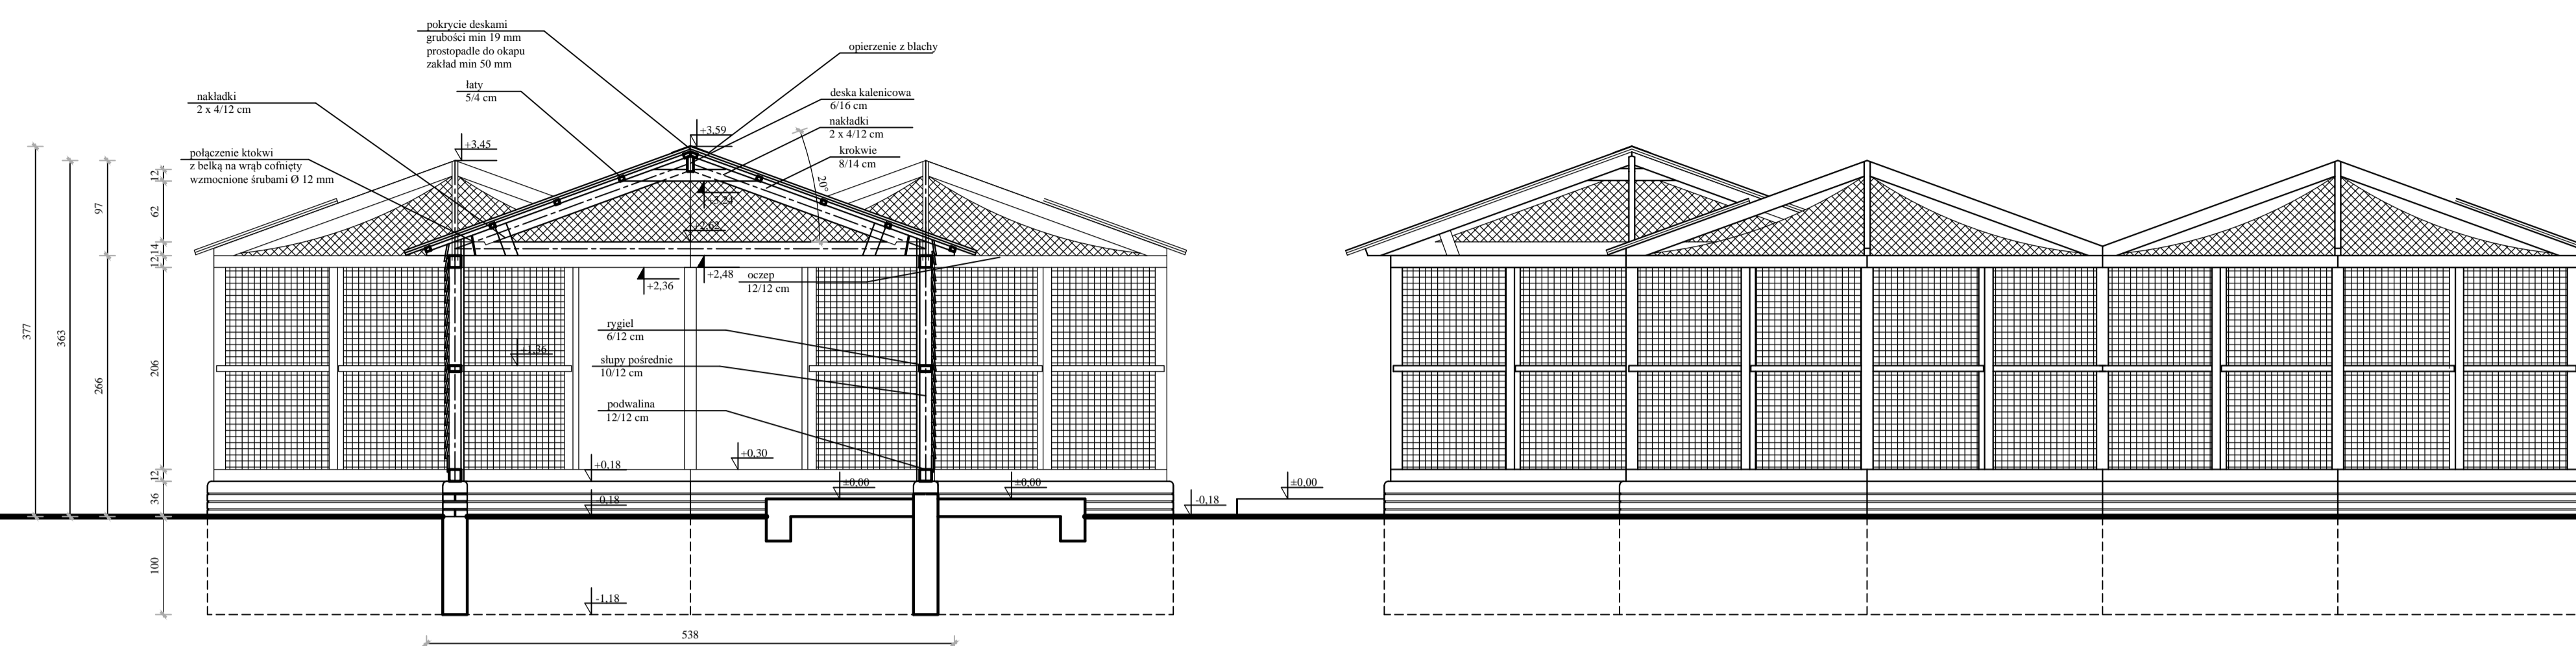 pokrycie deskami
grubości min 19 mm
prostopadle do okapu
zakład min 50 mm
opierzenie z blachy
łaty
5/4 cm
nakładki
2 x 4/12 cm
deska kalenicowa
6/16 cm
nakładki
2 x 4/12 cm
krokwie
8/14 cm
połączenie ktokwi
z belką na wrąb cofnięty
wzmocnione śrubami Ø 12 mm
+3,59
+3,45
20°
+2,62
+2,48
+2,36
oczep
12/12 cm
rygiel
6/12 cm
+1,36
słupy pośrednie
10/12 cm
podwalina
12/12 cm
+0,30
+0,18
±0,00
±0,00
-0,18
-0,18
±0,00
-1,18
377
363
97
266
12
62
14
12
206
12
36
100
538